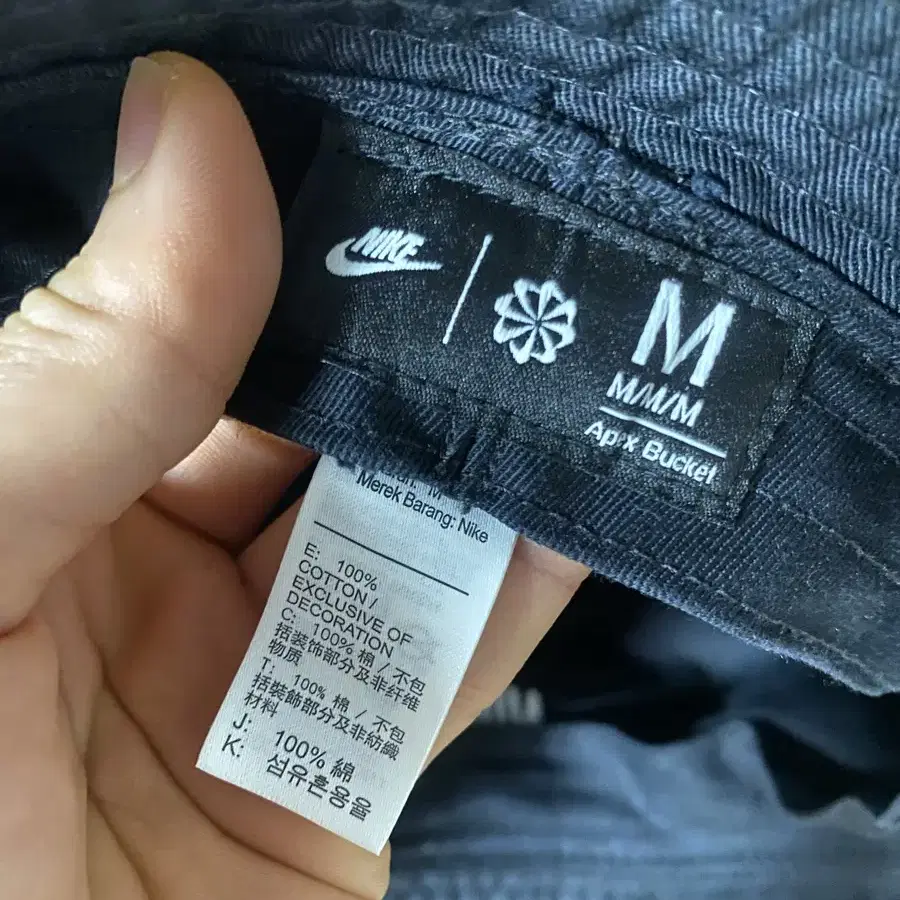 NIKE
M
M/M/M
Apex Bucket
M
Merek Barang: Nike
E: 100%
COTTON /
EXCLUSIVE OF
DECORATION
C: 100% 棉 / 不包
括装饰部分及非纤维
物质
T: 100% 棉 / 不包
括裝飾部分及非紡織
材料
J: 100% 綿
K: 섬유혼용율